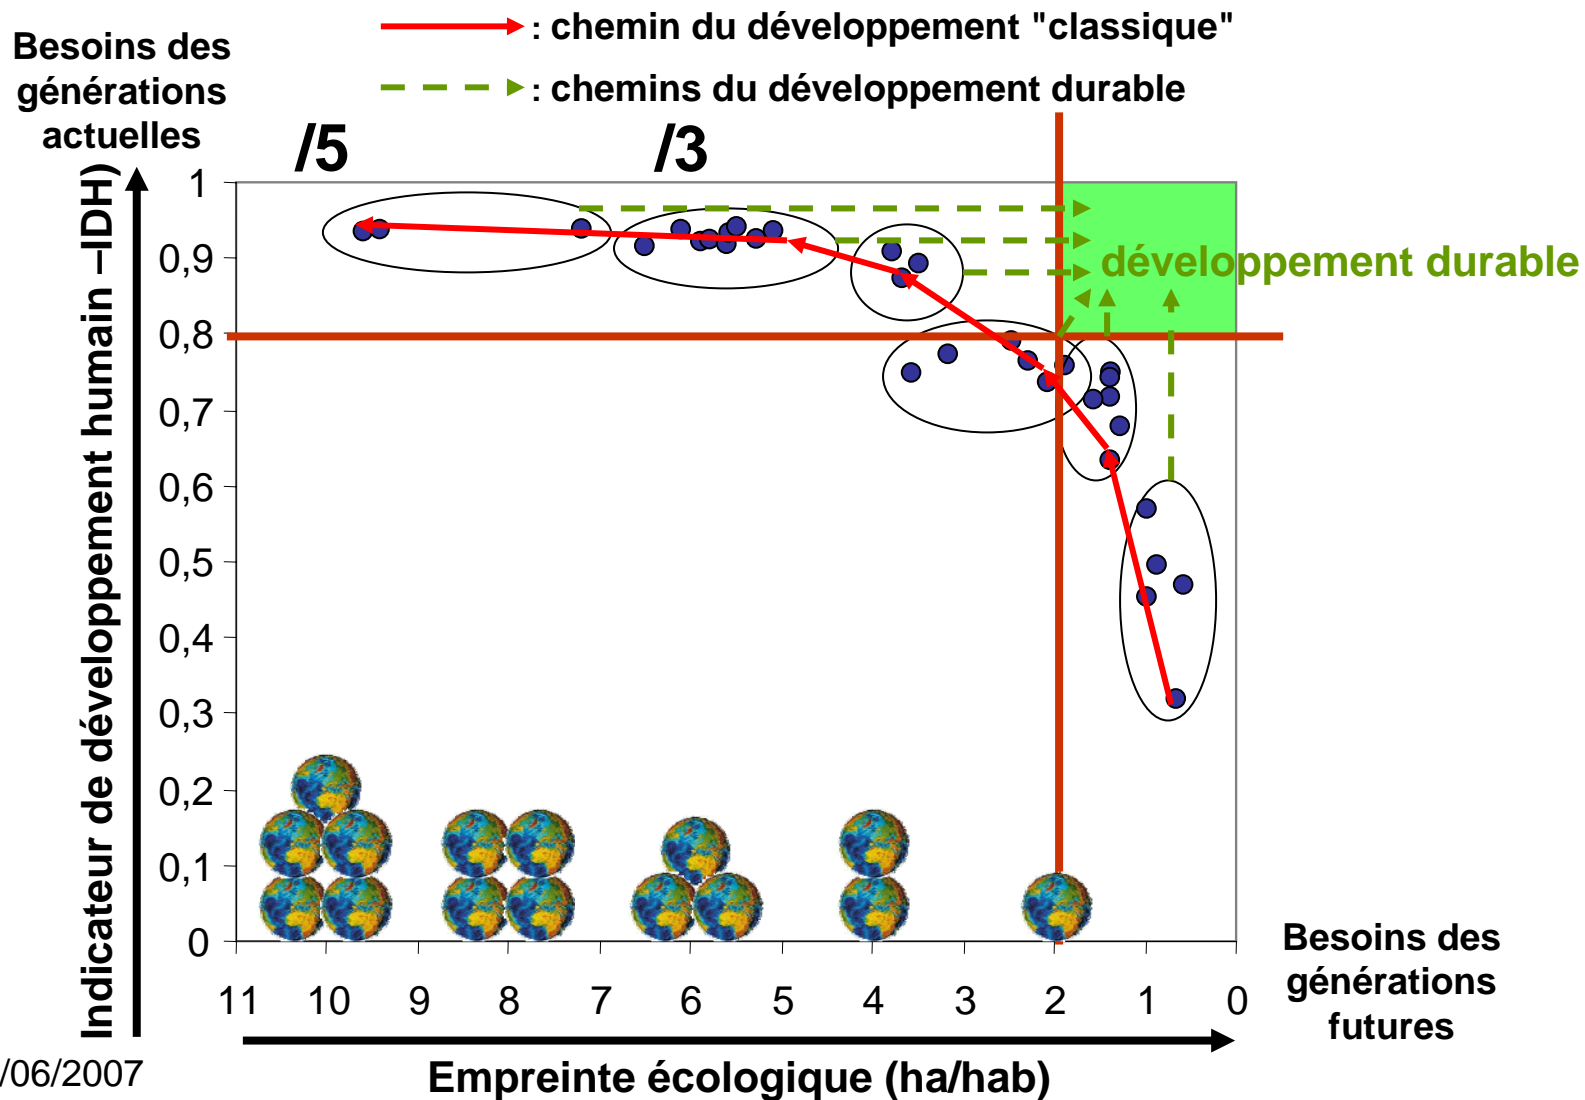 : chemin du développement "classique"
: chemins du développement durable
Besoins des
générations
actuelles
/5
/3
Indicateur de développement humain –IDH)
1
0,9
0,8
0,7
0,6
0,5
0,4
0,3
0,2
0,1
0
développement durable
11 10 9 8 7 6 5 4 3 2 1 0
Besoins des
générations
futures
Empreinte écologique (ha/hab)
/06/2007